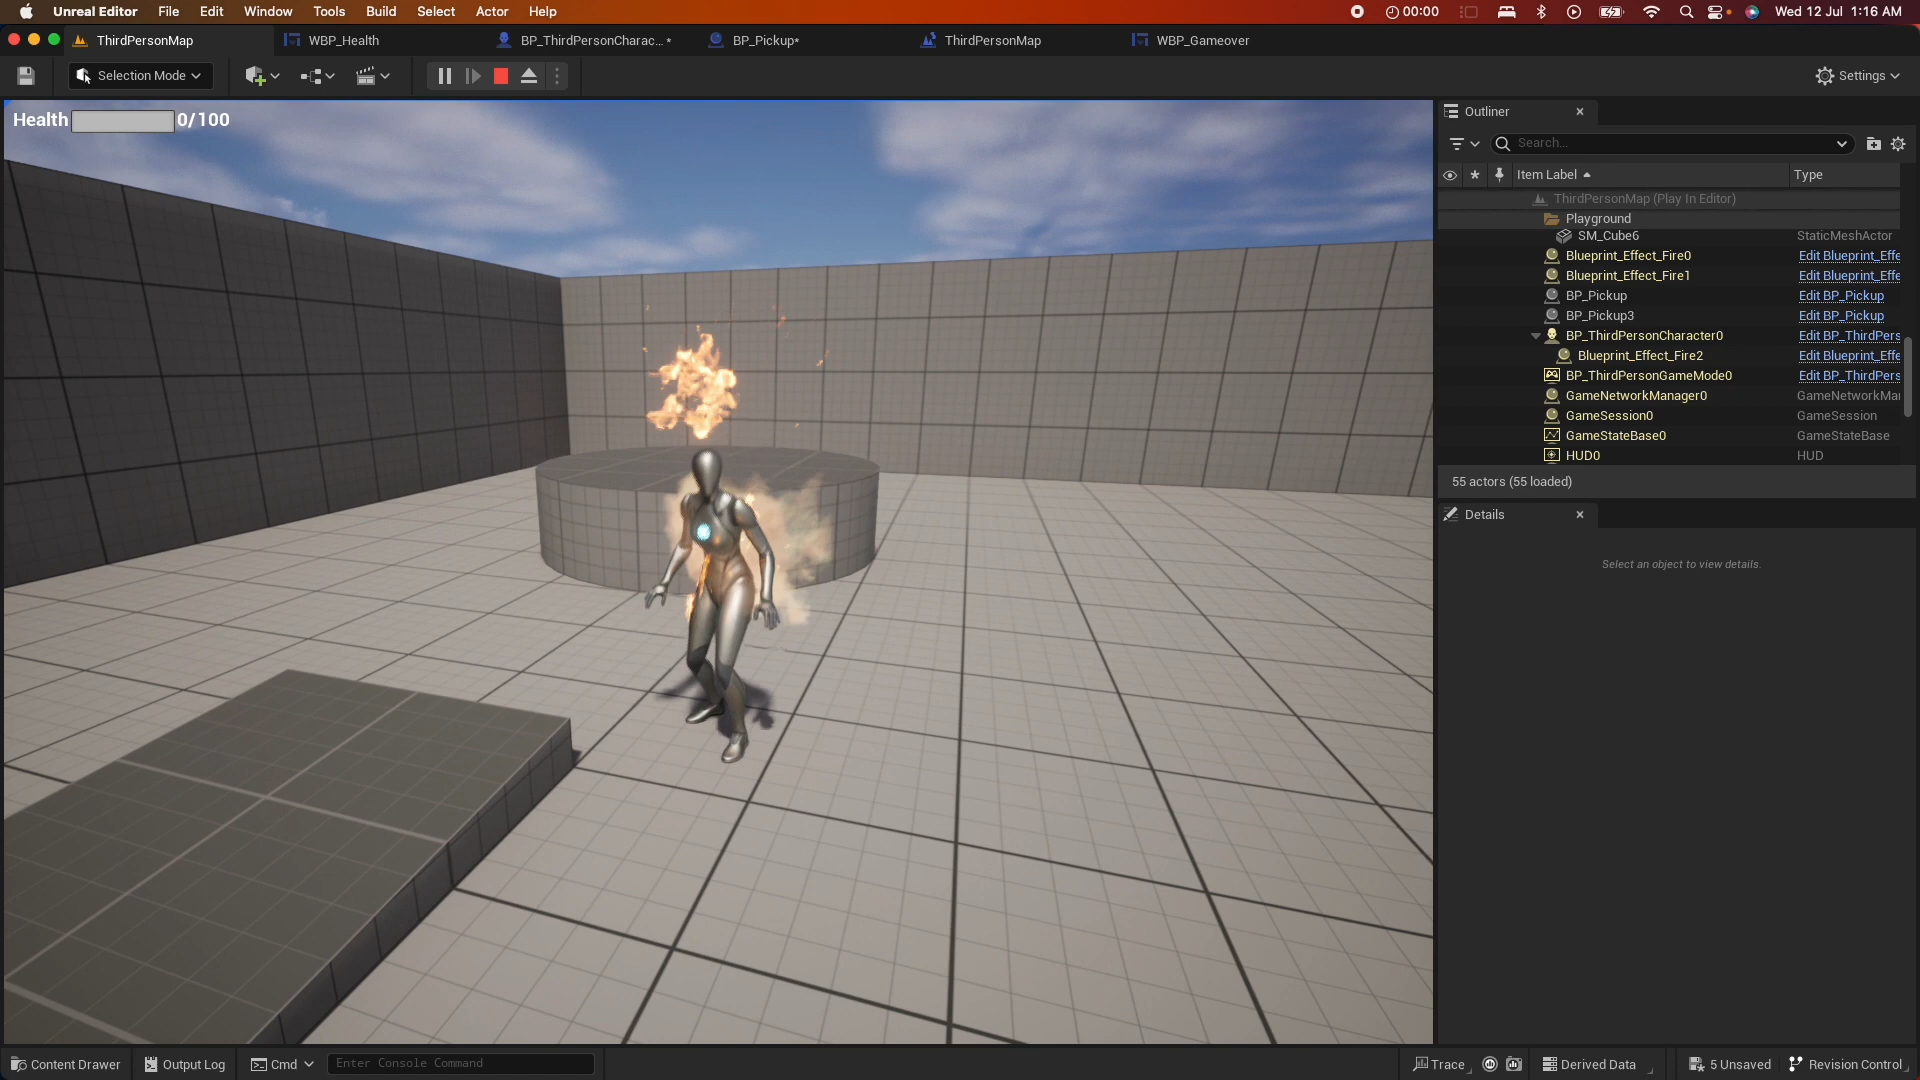 Unreal Editor File Edit Window Tools Build Select Actor Help 00:00 Wed 12 Jul 1:16 AM
ThirdPersonMap WBP_Health BP_ThirdPersonCharac...* BP_Pickup* ThirdPersonMap WBP_Gameover
Selection Mode Settings
Health 0/100
Outliner
Search...
Item Label Type
ThirdPersonMap (Play In Editor)
Playground
SM_Cube6 StaticMeshActor
Blueprint_Effect_Fire0 Edit Blueprint_Effe
Blueprint_Effect_Fire1 Edit Blueprint_Effe
BP_Pickup Edit BP_Pickup
BP_Pickup3 Edit BP_Pickup
BP_ThirdPersonCharacter0 Edit BP_ThirdPers
Blueprint_Effect_Fire2 Edit Blueprint_Effe
BP_ThirdPersonGameMode0 Edit BP_ThirdPers
GameNetworkManager0 GameNetworkMar
GameSession0 GameSession
GameStateBase0 GameStateBase
HUD0 HUD
55 actors (55 loaded)
Details
Select an object to view details.
Content Drawer Output Log Cmd Enter Console Command Trace Derived Data 5 Unsaved Revision Control